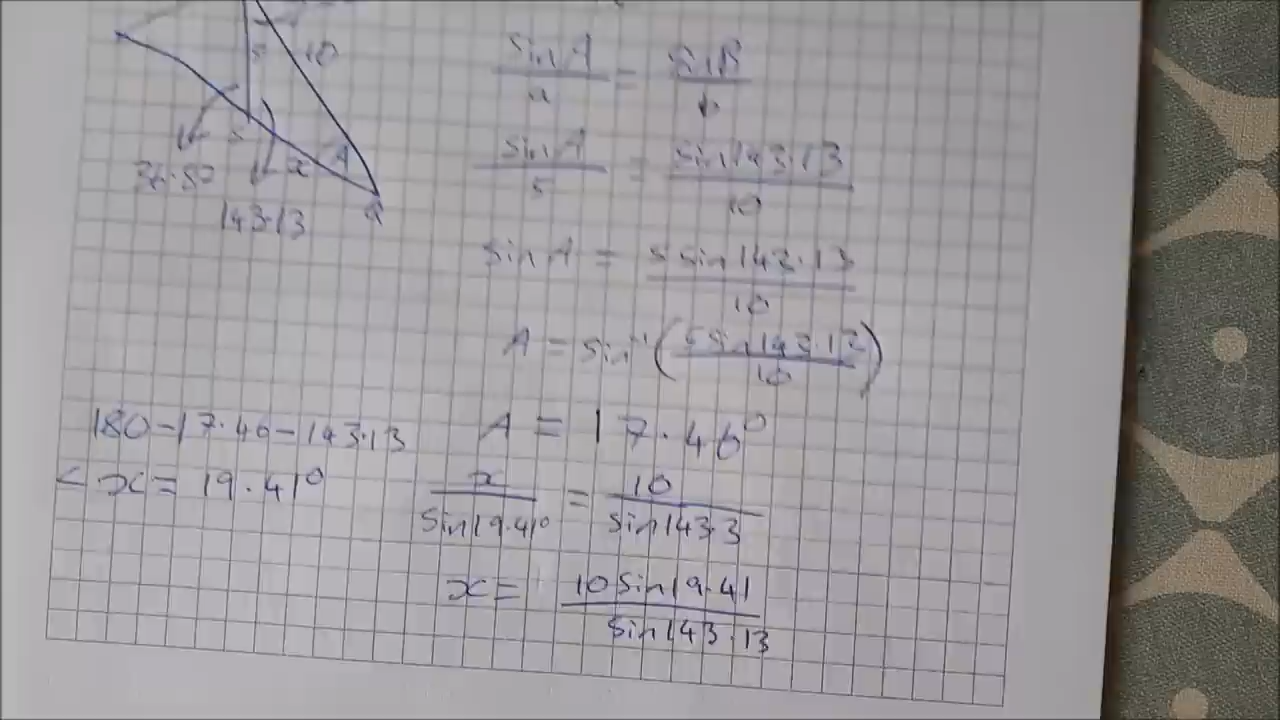 5
10
5
x
A
36.87
143.13
sin A / a = sin B / b
sin A / 5 = sin 143.13 / 10
sin A = 5 sin 143.13 / 10
A = sin⁻¹(5 sin 143.13 / 10)
A = 17.46°
180 - 17.46 - 143.13
< x = 19.41°
x / sin 19.41° = 10 / sin 143.3
x = 10 sin 19.41 / sin 143.13